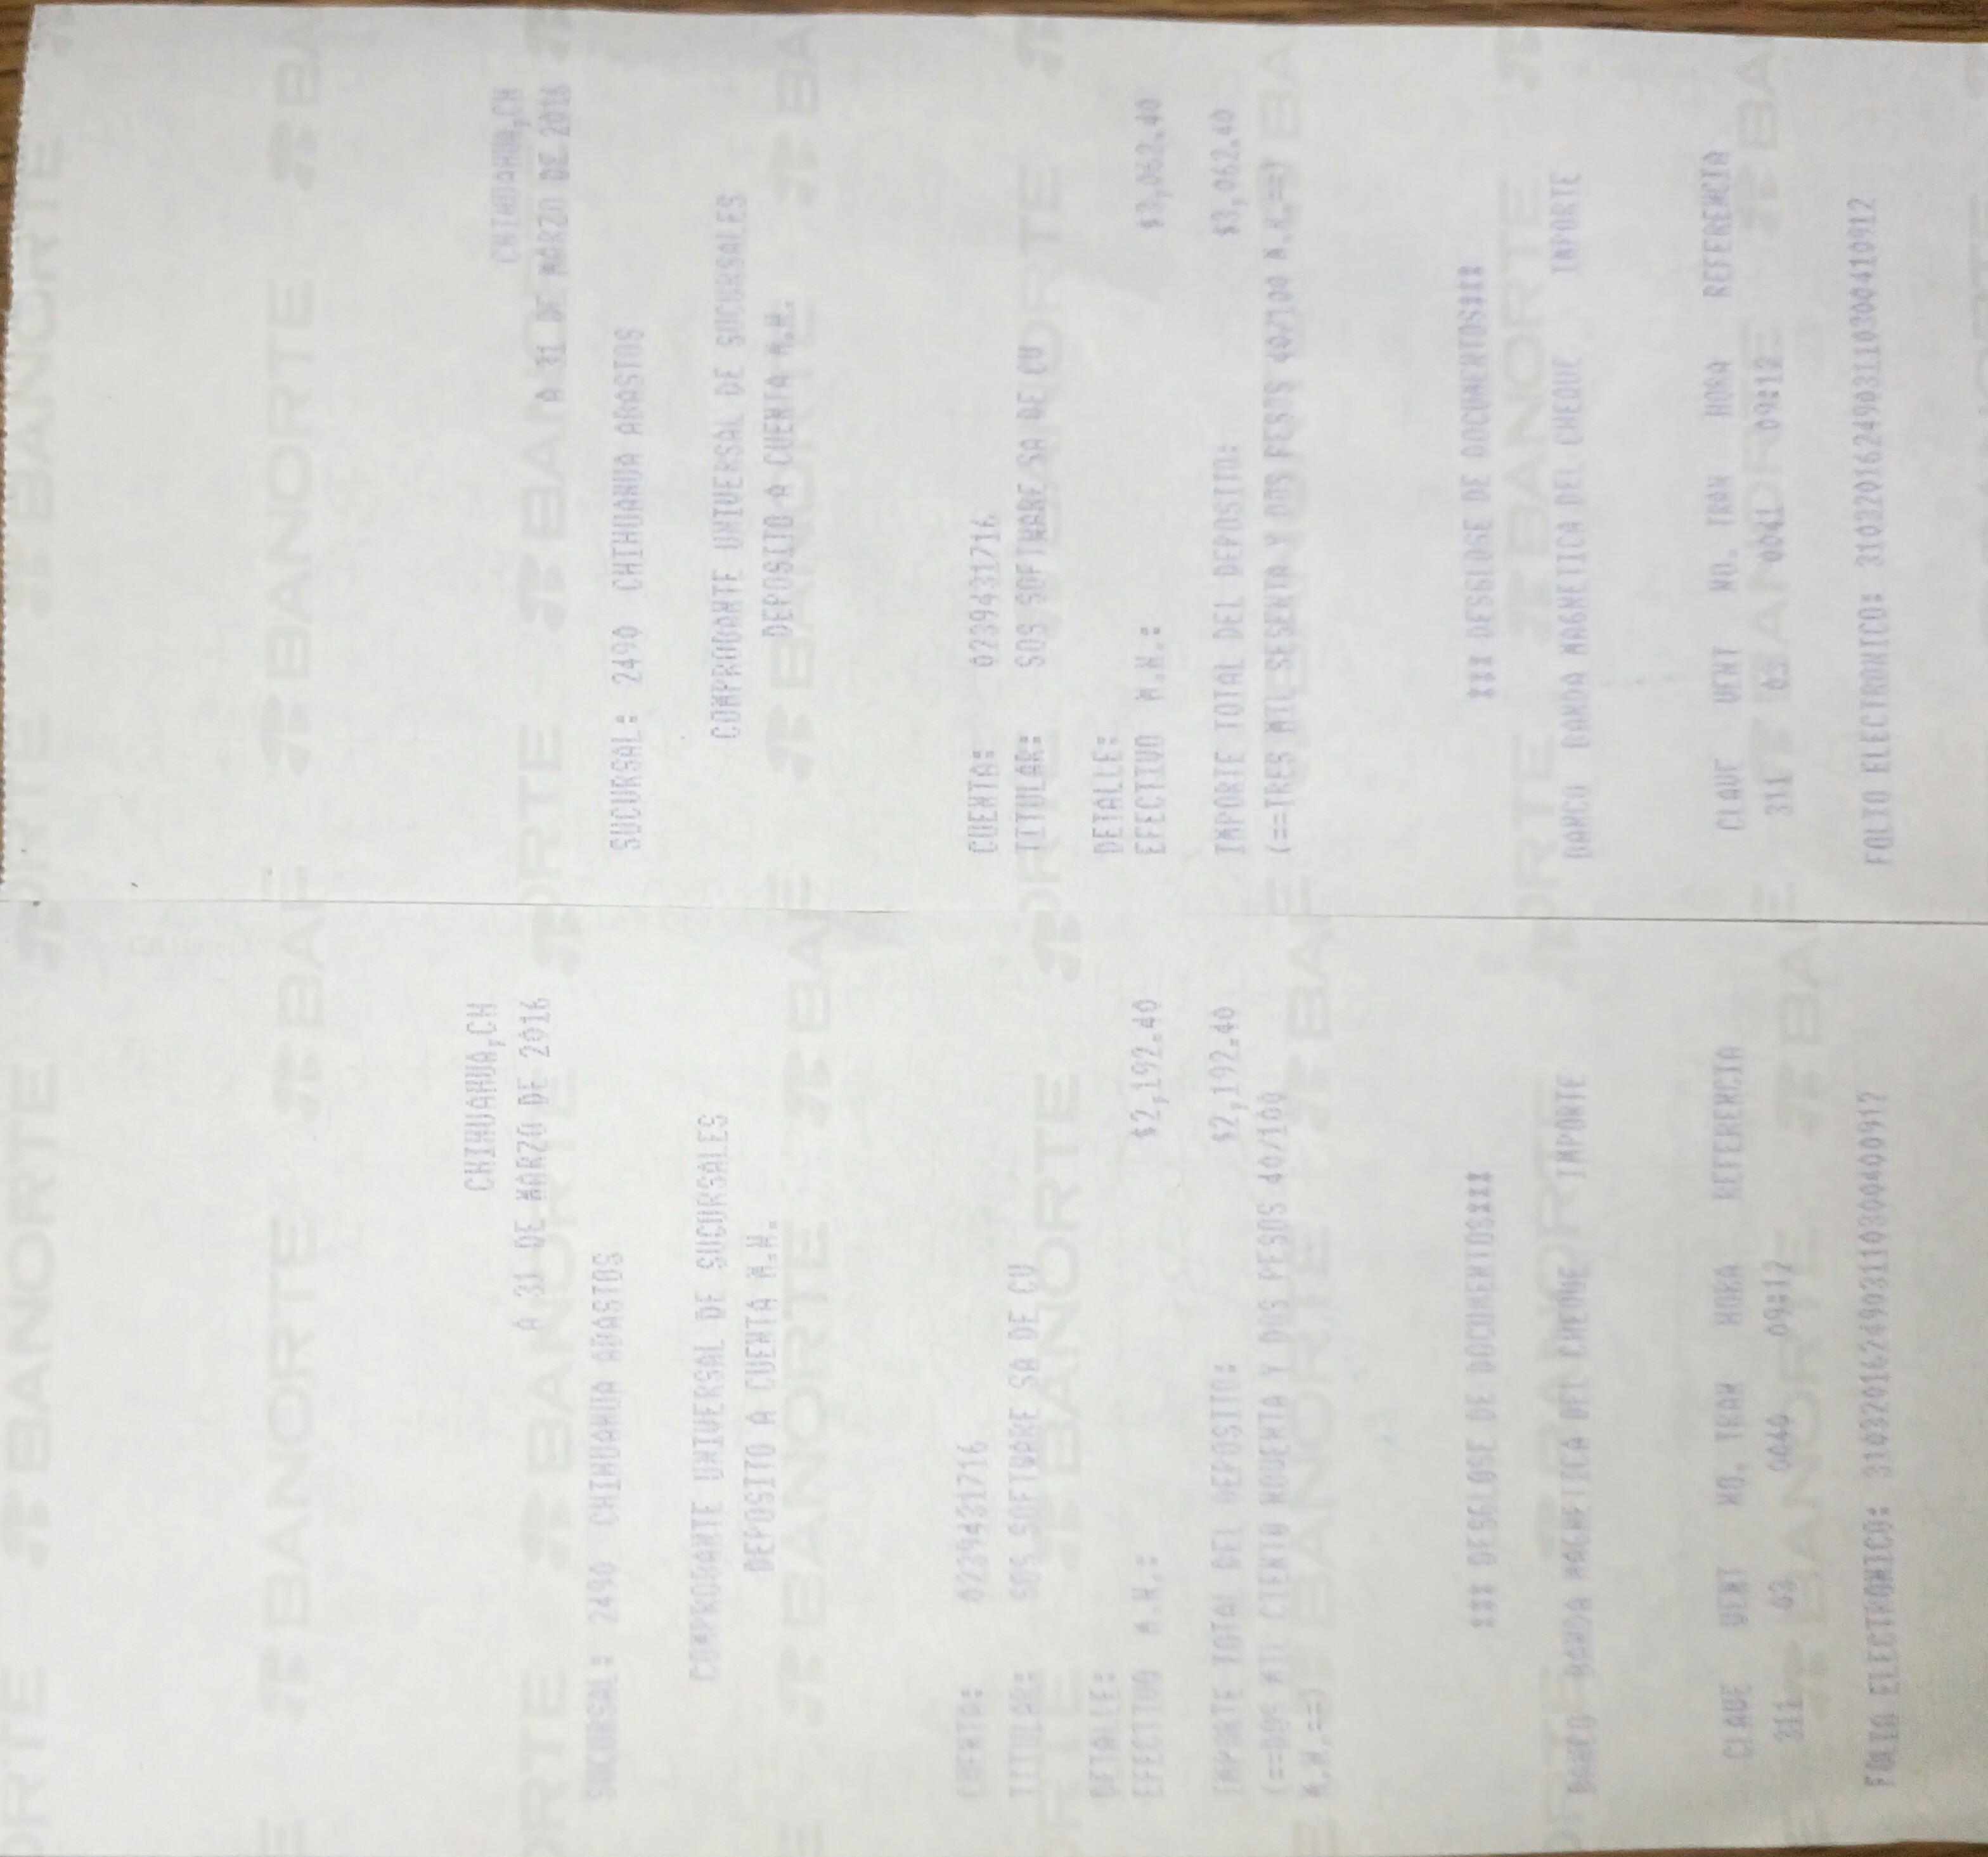 BANORTE
CHIHUAHUA,CH
A 31 DE MARZO DE 2016
SUCURSAL: 2490 CHIHUAHUA ABASTOS
COMPROBANTE UNIVERSAL DE SUCURSALES
DEPOSITO A CUENTA M.N.
CUENTA: 0239431716
TITULAR: SOS SOFTWARE SA DE CV
DETALLE:
EFECTIVO M.N.: $2,192.40
IMPORTE TOTAL DEL DEPOSITO: $2,192.40
(==DOS MIL CIENTO NOVENTA Y DOS PESOS 40/100
M.N.==)
*** DESGLOSE DE DOCUMENTOS***
BANCO BANDA MAGNETICA DEL CHEQUE IMPORTE
CLAVE VENT NO. TRAN HORA REFERENCIA
311 03 0040 09:12
FOLIO ELECTRONICO: 3103201624903110300400912
CHIHUAHUA,CH
A 31 DE MARZO DE 2016
SUCURSAL: 2490 CHIHUAHUA ABASTOS
COMPROBANTE UNIVERSAL DE SUCURSALES
DEPOSITO A CUENTA M.N.
CUENTA: 0239431716
TITULAR: SOS SOFTWARE SA DE CV
DETALLE:
EFECTIVO M.N.: $3,062.40
IMPORTE TOTAL DEL DEPOSITO: $3,062.40
(==TRES MIL SESENTA Y DOS PESOS 40/100 M.N.==)
*** DESGLOSE DE DOCUMENTOS***
BANCO BANDA MAGNETICA DEL CHEQUE IMPORTE
CLAVE VENT NO. TRAN HORA REFERENCIA
311 03 0041 09:12
FOLIO ELECTRONICO: 3103201624903110300410912